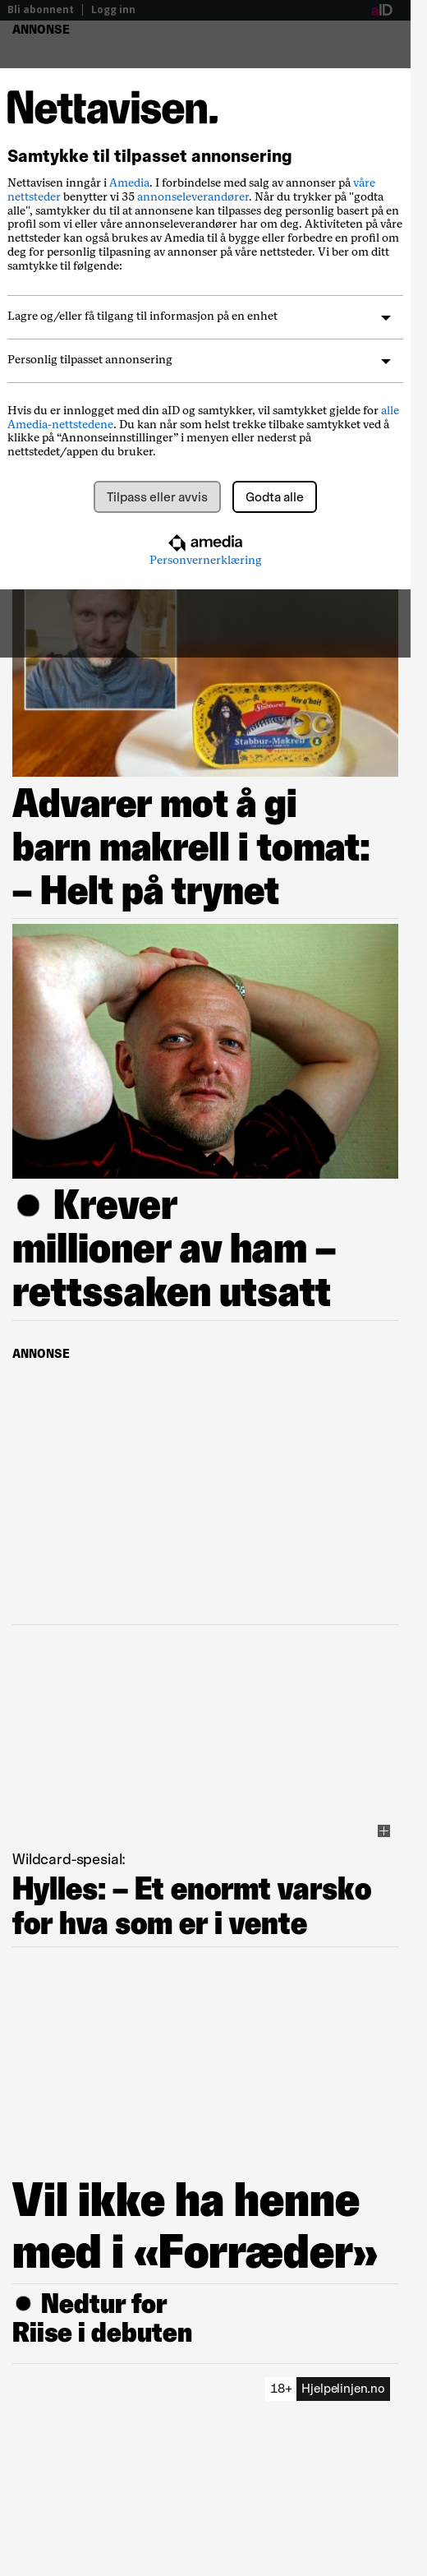 Bli abonnent | Logg inn aID
ANNONSE
Nettavisen.
Samtykke til tilpasset annonsering
Nettavisen inngår i Amedia. I forbindelse med salg av annonser på våre
nettsteder benytter vi 35 annonseleverandører. Når du trykker på "godta
alle", samtykker du til at annonsene kan tilpasses deg personlig basert på en
profil som vi eller våre annonseleverandører har om deg. Aktiviteten på våre
nettsteder kan også brukes av Amedia til å bygge eller forbedre en profil om
deg for personlig tilpasning av annonser på våre nettsteder. Vi ber om ditt
samtykke til følgende:
Lagre og/eller få tilgang til informasjon på en enhet
Personlig tilpasset annonsering
Hvis du er innlogget med din aID og samtykker, vil samtykket gjelde for alle
Amedia-nettstedene. Du kan når som helst trekke tilbake samtykket ved å
klikke på “Annonseinnstillinger” i menyen eller nederst på
nettstedet/appen du bruker.
Tilpass eller avvis Godta alle
amedia
Personvernerklæring
Stabburet
Stabbur-Makrell
Advarer mot å gi
barn makrell i tomat:
– Helt på trynet
Krever
millioner av ham –
rettssaken utsatt
ANNONSE
Wildcard-spesial:
Hylles: – Et enormt varsko
for hva som er i vente
Vil ikke ha henne
med i «Forræder»
Nedtur for
Riise i debuten
18+ Hjelpelinjen.no